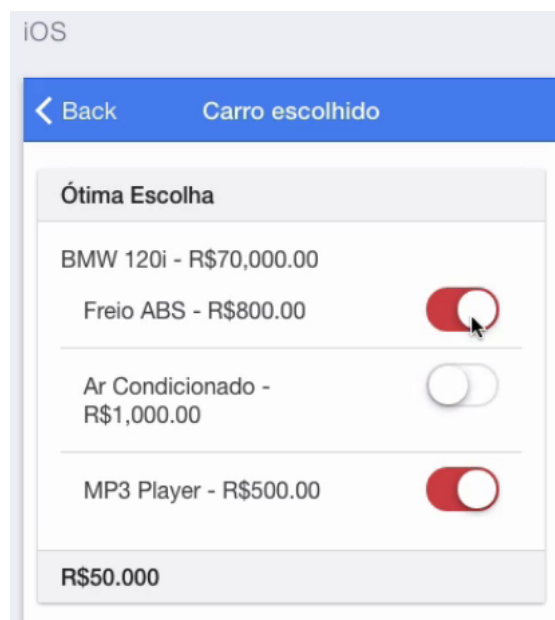 iOS
Back
Carro escolhido
Ótima Escolha
BMW 120i - R$70,000.00
Freio ABS - R$800.00
Ar Condicionado -
R$1,000.00
MP3 Player - R$500.00
R$50.000